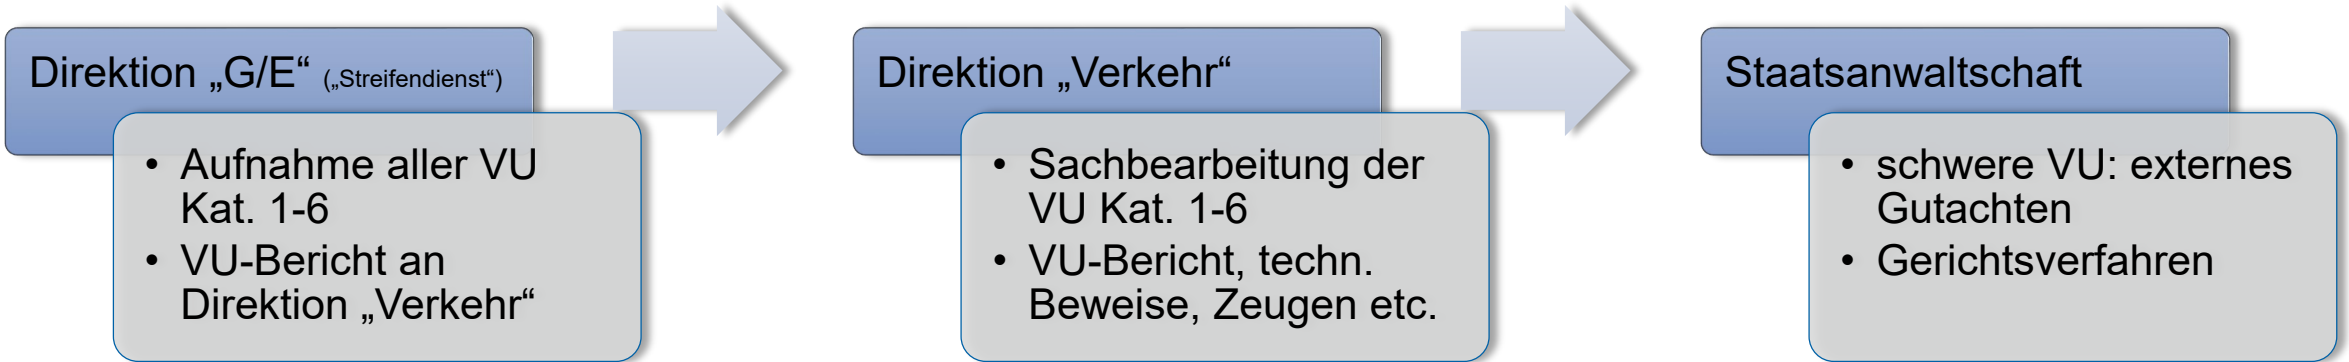 Direktion „G/E“ („Streifendienst“)
• Aufnahme aller VU
Kat. 1-6
• VU-Bericht an
Direktion „Verkehr“
Direktion „Verkehr“
• Sachbearbeitung der
VU Kat. 1-6
• VU-Bericht, techn.
Beweise, Zeugen etc.
Staatsanwaltschaft
• schwere VU: externes
Gutachten
• Gerichtsverfahren